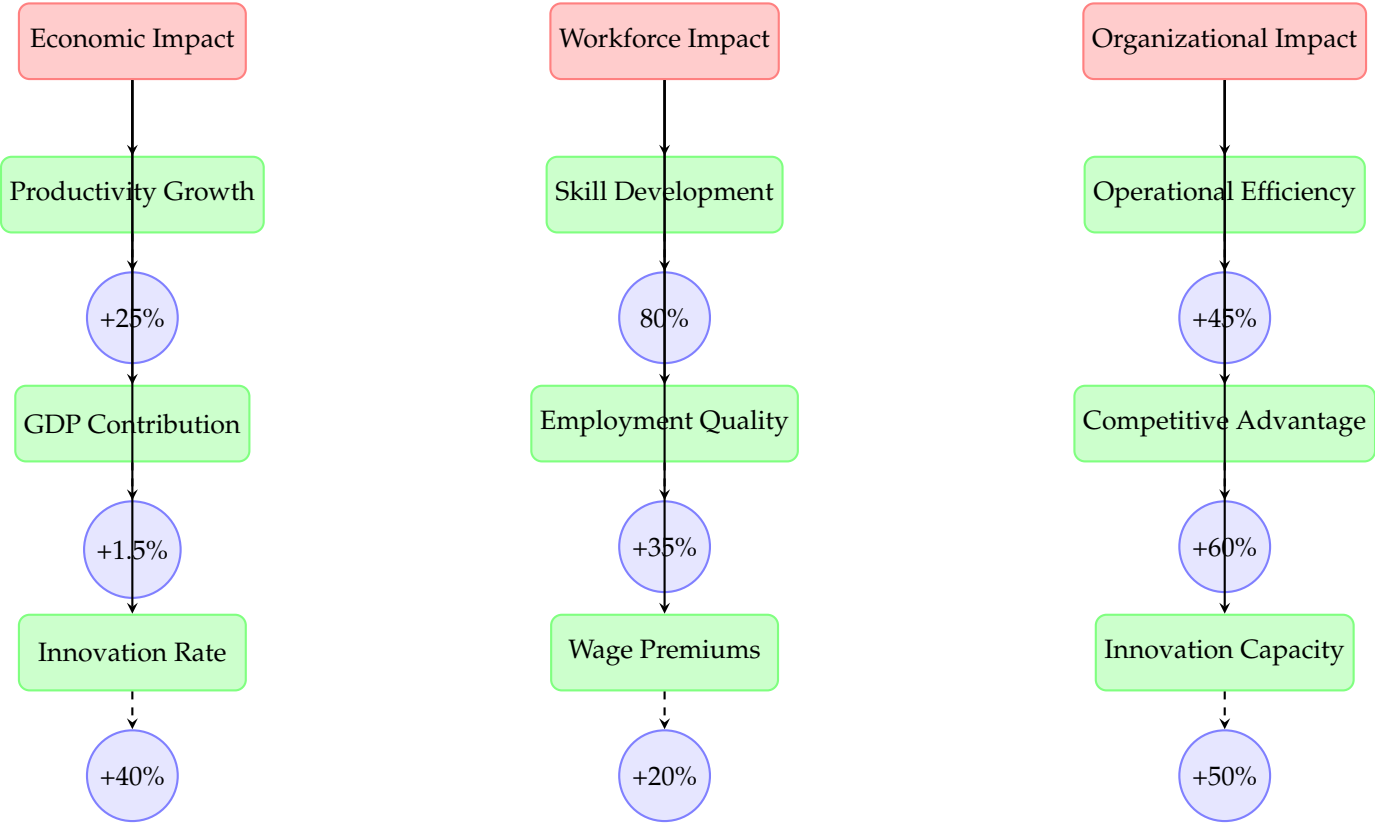 Economic Impact
Productivity Growth
+25%
GDP Contribution
+1.5%
Innovation Rate
+40%
Workforce Impact
Skill Development
80%
Employment Quality
+35%
Wage Premiums
+20%
Organizational Impact
Operational Efficiency
+45%
Competitive Advantage
+60%
Innovation Capacity
+50%